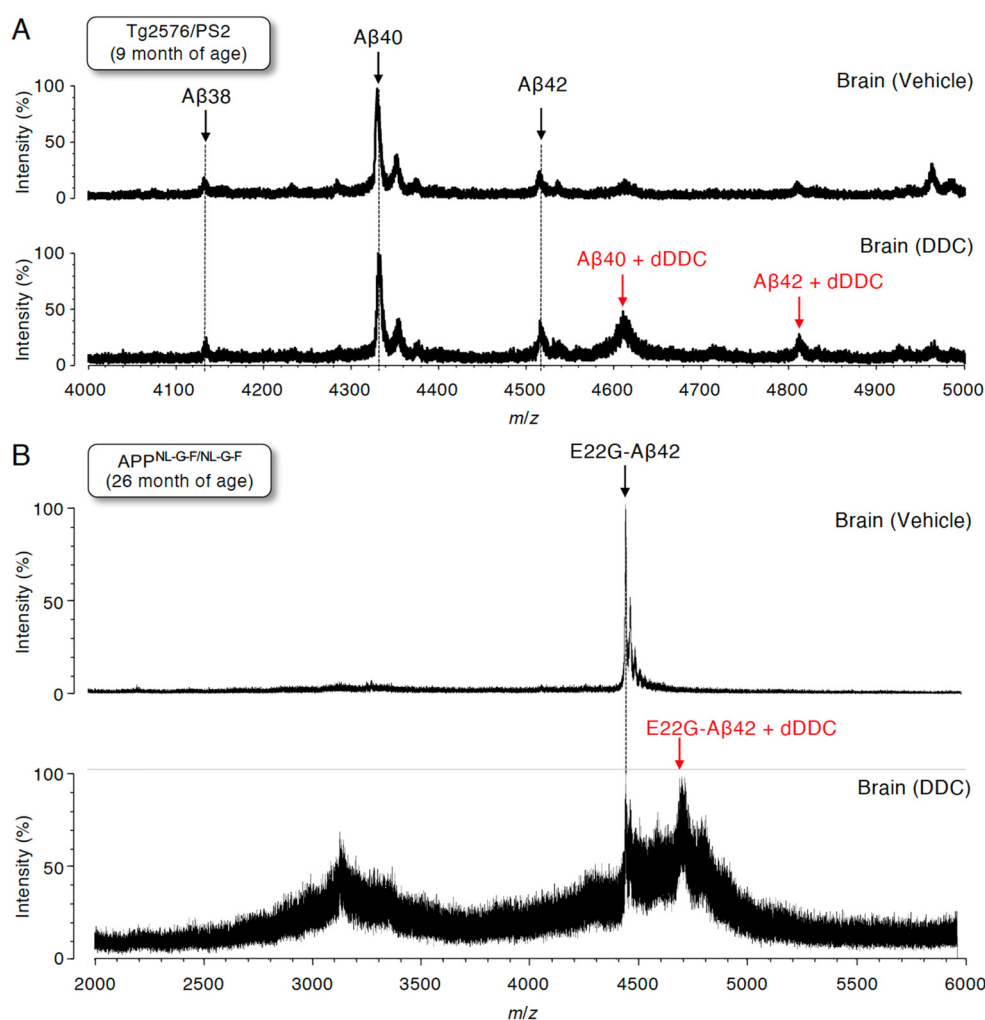 A
Tg2576/PS2
(9 month of age)
Aβ38
Aβ40
Aβ42
Brain (Vehicle)
Intensity (%)
100
50
0
Brain (DDC)
Aβ40 + dDDC
Aβ42 + dDDC
Intensity (%)
100
50
0
4000 4100 4200 4300 4400 4500 4600 4700 4800 4900 5000
m/z
B
APPNL-G-F/NL-G-F
(26 month of age)
E22G-Aβ42
Brain (Vehicle)
Intensity (%)
100
50
0
E22G-Aβ42 + dDDC
Brain (DDC)
Intensity (%)
100
50
0
2000 2500 3000 3500 4000 4500 5000 5500 6000
m/z